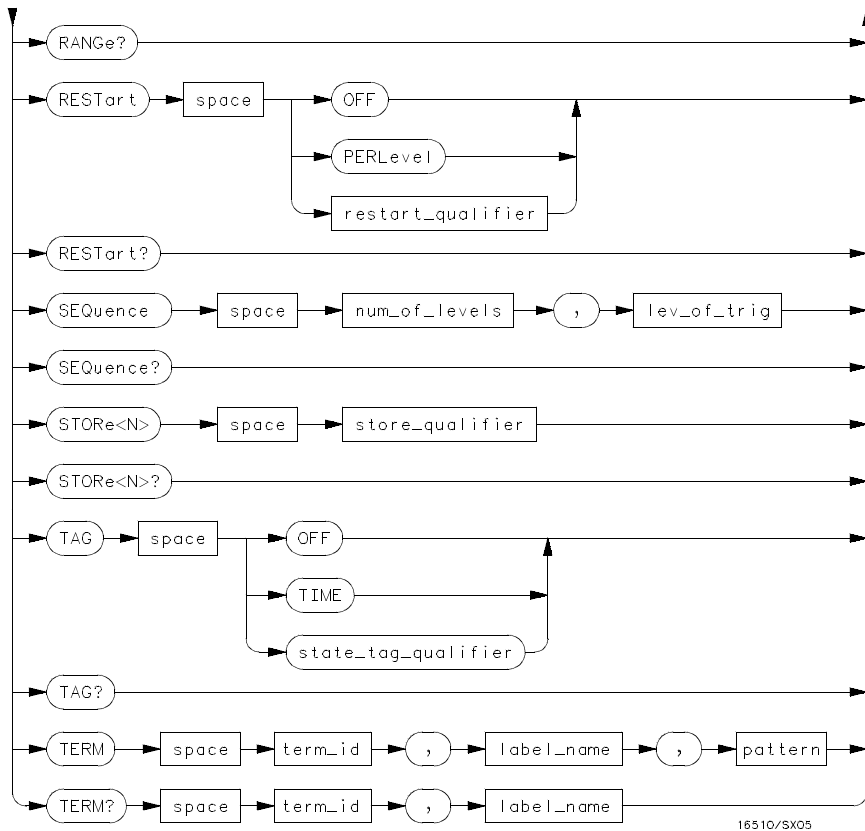 RANGe?
RESTart space OFF
PERLevel
restart_qualifier
RESTart?
SEQuence space num_of_levels , lev_of_trig
SEQuence?
STORe<N> space store_qualifier
STORe<N>?
TAG space OFF
TIME
state_tag_qualifier
TAG?
TERM space term_id , label_name , pattern
TERM? space term_id , label_name
16510/SX05